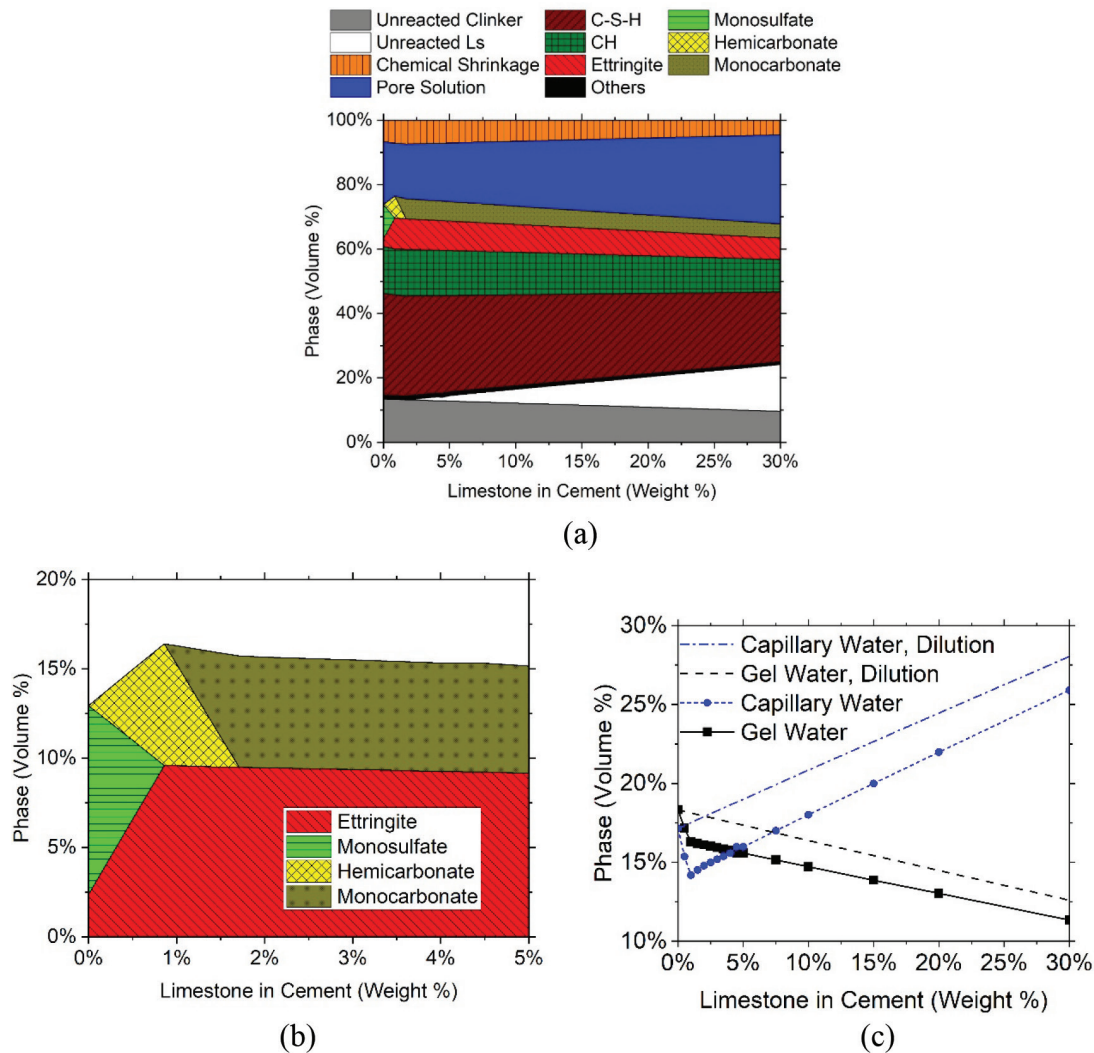 Unreacted Clinker C-S-H Monosulfate
Unreacted Ls CH Hemicarbonate
Chemical Shrinkage Ettringite Monocarbonate
Pore Solution Others
100%
80%
60%
40%
20%
0%
Phase (Volume %)
0% 5% 10% 15% 20% 25% 30%
Limestone in Cement (Weight %)
(a)
20%
15%
10%
5%
0%
Phase (Volume %)
Ettringite
Monosulfate
Hemicarbonate
Monocarbonate
0% 1% 2% 3% 4% 5%
Limestone in Cement (Weight %)
(b)
30%
25%
20%
15%
10%
Phase (Volume %)
Capillary Water, Dilution
Gel Water, Dilution
Capillary Water
Gel Water
0% 5% 10% 15% 20% 25% 30%
Limestone in Cement (Weight %)
(c)